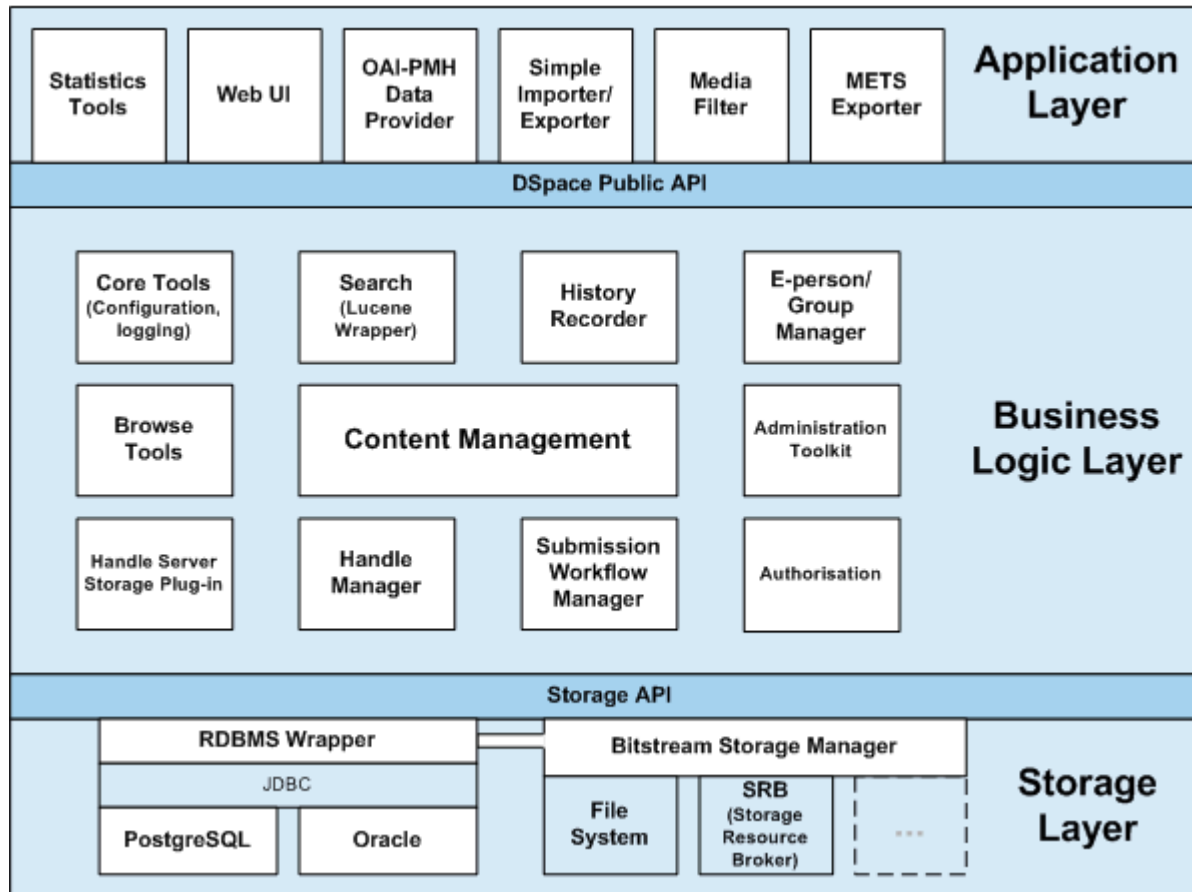 Statistics
Tools
Web UI
OAI-PMH
Data
Provider
Simple
Importer/
Exporter
Media
Filter
METS
Exporter
Application
Layer
DSpace Public API
Core Tools
(Configuration,
logging)
Search
(Lucene
Wrapper)
History
Recorder
E-person/
Group
Manager
Browse
Tools
Content Management
Administration
Toolkit
Business
Logic Layer
Handle Server
Storage Plug-in
Handle
Manager
Submission
Workflow
Manager
Authorisation
Storage API
RDBMS Wrapper
JDBC
PostgreSQL
Oracle
Bitstream Storage Manager
File
System
SRB
(Storage
Resource
Broker)
...
Storage
Layer